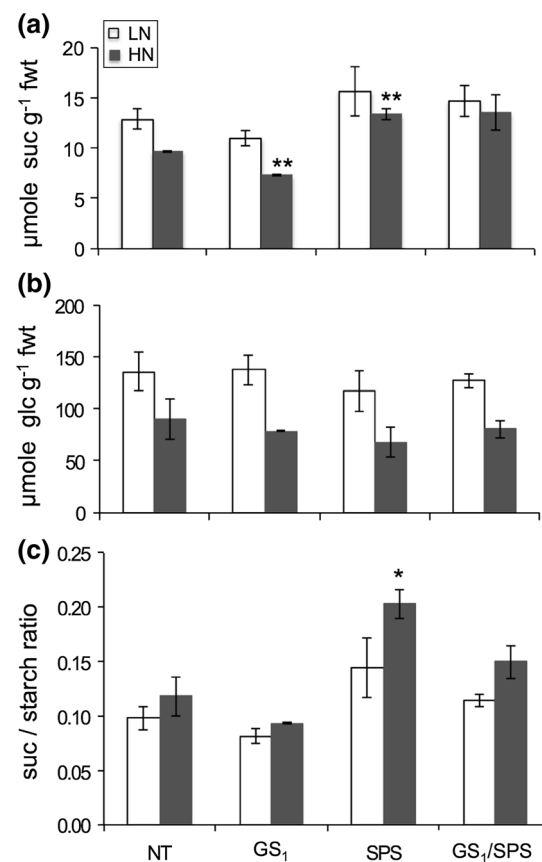 (a)
LN
HN
20
15
10
5
0
µmole suc g⁻¹ fwt
**
**
(b)
200
150
100
50
0
µmole glc g⁻¹ fwt
(c)
0.25
0.20
0.15
0.10
0.05
0.00
suc / starch ratio
*
NT GS₁ SPS GS₁/SPS